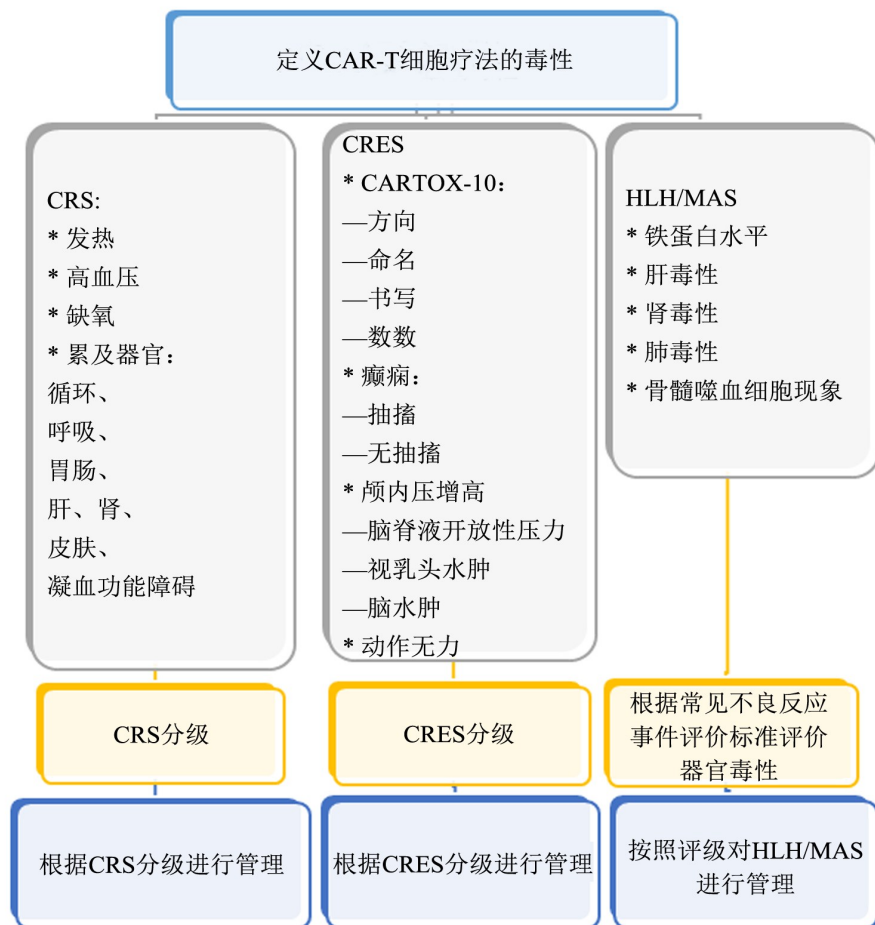 定义CAR-T细胞疗法的毒性
CRS:
* 发热
* 高血压
* 缺氧
* 累及器官：
循环、
呼吸、
胃肠、
肝、肾、
皮肤、
凝血功能障碍
CRES
* CARTOX-10：
—方向
—命名
—书写
—数数
* 癫痫：
—抽搐
—无抽搐
* 颅内压增高
—脑脊液开放性压力
—视乳头水肿
—脑水肿
* 动作无力
HLH/MAS
* 铁蛋白水平
* 肝毒性
* 肾毒性
* 肺毒性
* 骨髓噬血细胞现象
CRS分级
CRES分级
根据常见不良反应
事件评价标准评价
器官毒性
根据CRS分级进行管理
根据CRES分级进行管理
按照评级对HLH/MAS
进行管理